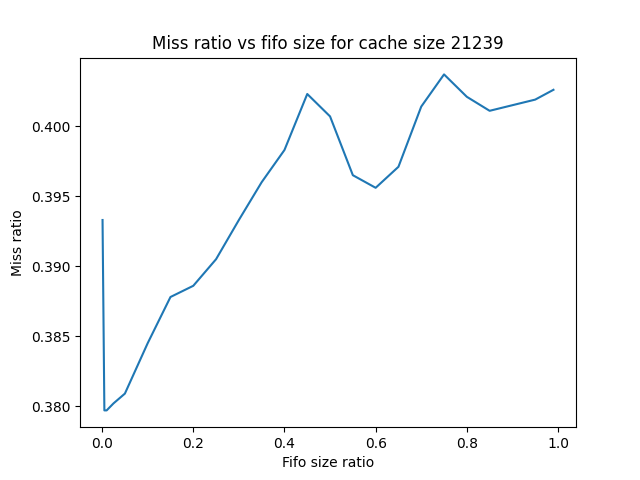 Miss ratio vs fifo size for cache size 21239
Miss ratio
0.400
0.395
0.390
0.385
0.380
0.0 0.2 0.4 0.6 0.8 1.0
Fifo size ratio